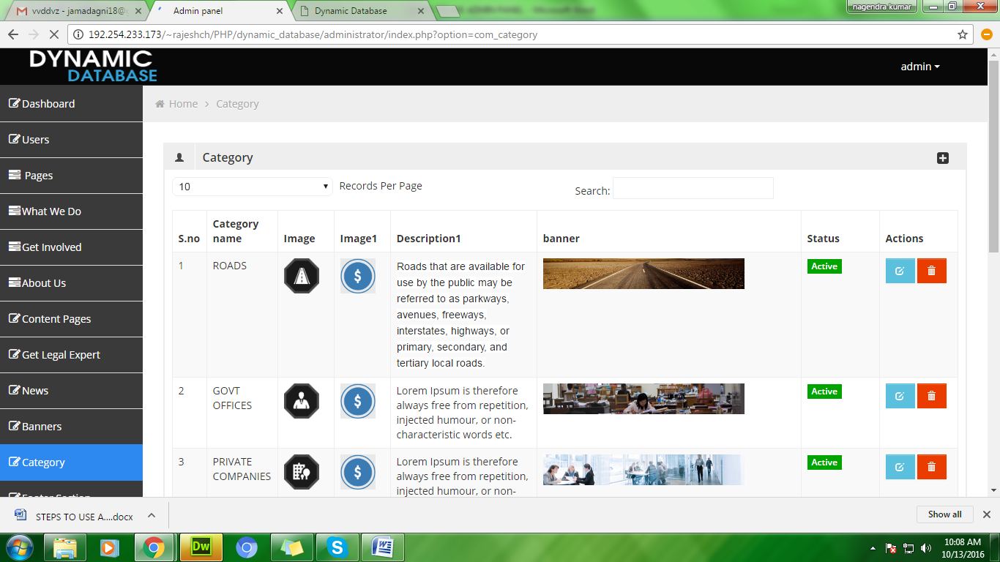 vvddvz - jamadagni18@g
Admin panel
Dynamic Database
nagendra kumar
192.254.233.173/~rajeshch/PHP/dynamic_database/administrator/index.php?option=com_category
DYNAMIC
DATABASE
admin
Dashboard
Users
Pages
What We Do
Get Involved
About Us
Content Pages
Get Legal Expert
News
Banners
Category
Footer Section
Home > Category
Category
10 Records Per Page Search:
S.no Category name Image Image1 Description1 banner Status Actions
1 ROADS
Roads that are available for
use by the public may be
referred to as parkways,
avenues, freeways,
interstates, highways, or
primary, secondary, and
tertiary local roads.
Active
2 GOVT
OFFICES
Lorem Ipsum is therefore
always free from repetition,
injected humour, or non-
characteristic words etc.
Active
3 PRIVATE
COMPANIES
Lorem Ipsum is therefore
always free from repetition,
injected humour, or non-
Active
STEPS TO USE A....docx
Show all
10:08 AM
10/13/2016